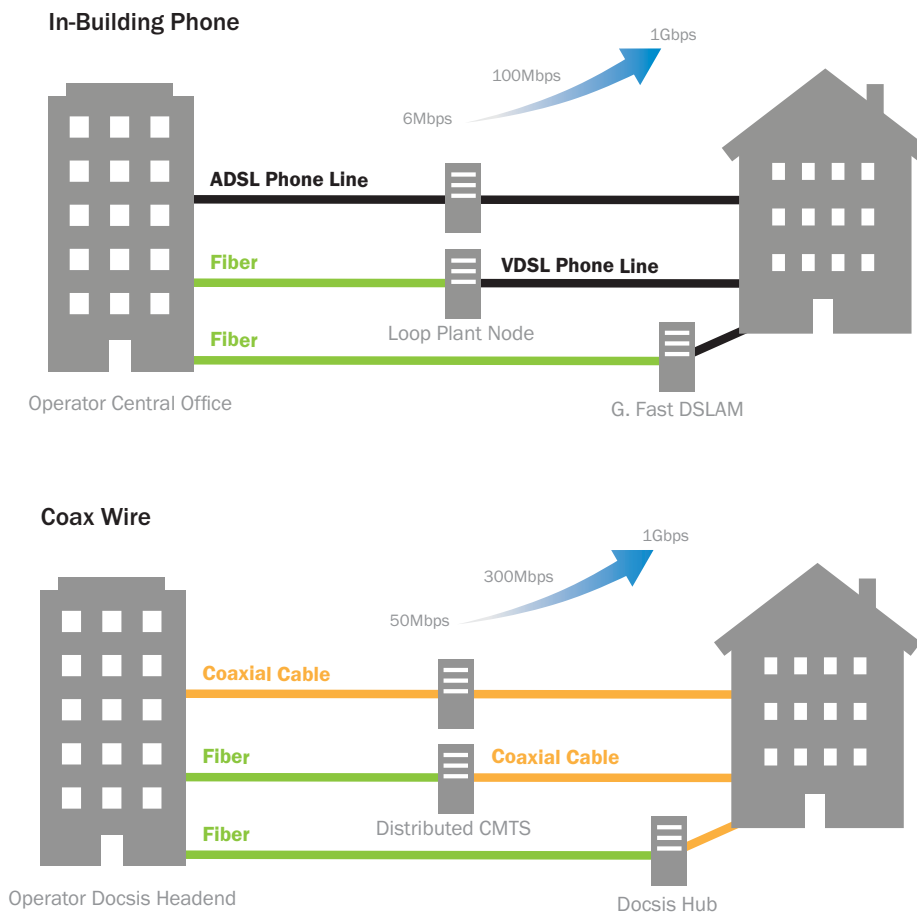 In-Building Phone
1Gbps
100Mbps
6Mbps
ADSL Phone Line
Fiber
VDSL Phone Line
Loop Plant Node
Fiber
Operator Central Office
G. Fast DSLAM
Coax Wire
1Gbps
300Mbps
50Mbps
Coaxial Cable
Fiber
Coaxial Cable
Distributed CMTS
Fiber
Operator Docsis Headend
Docsis Hub